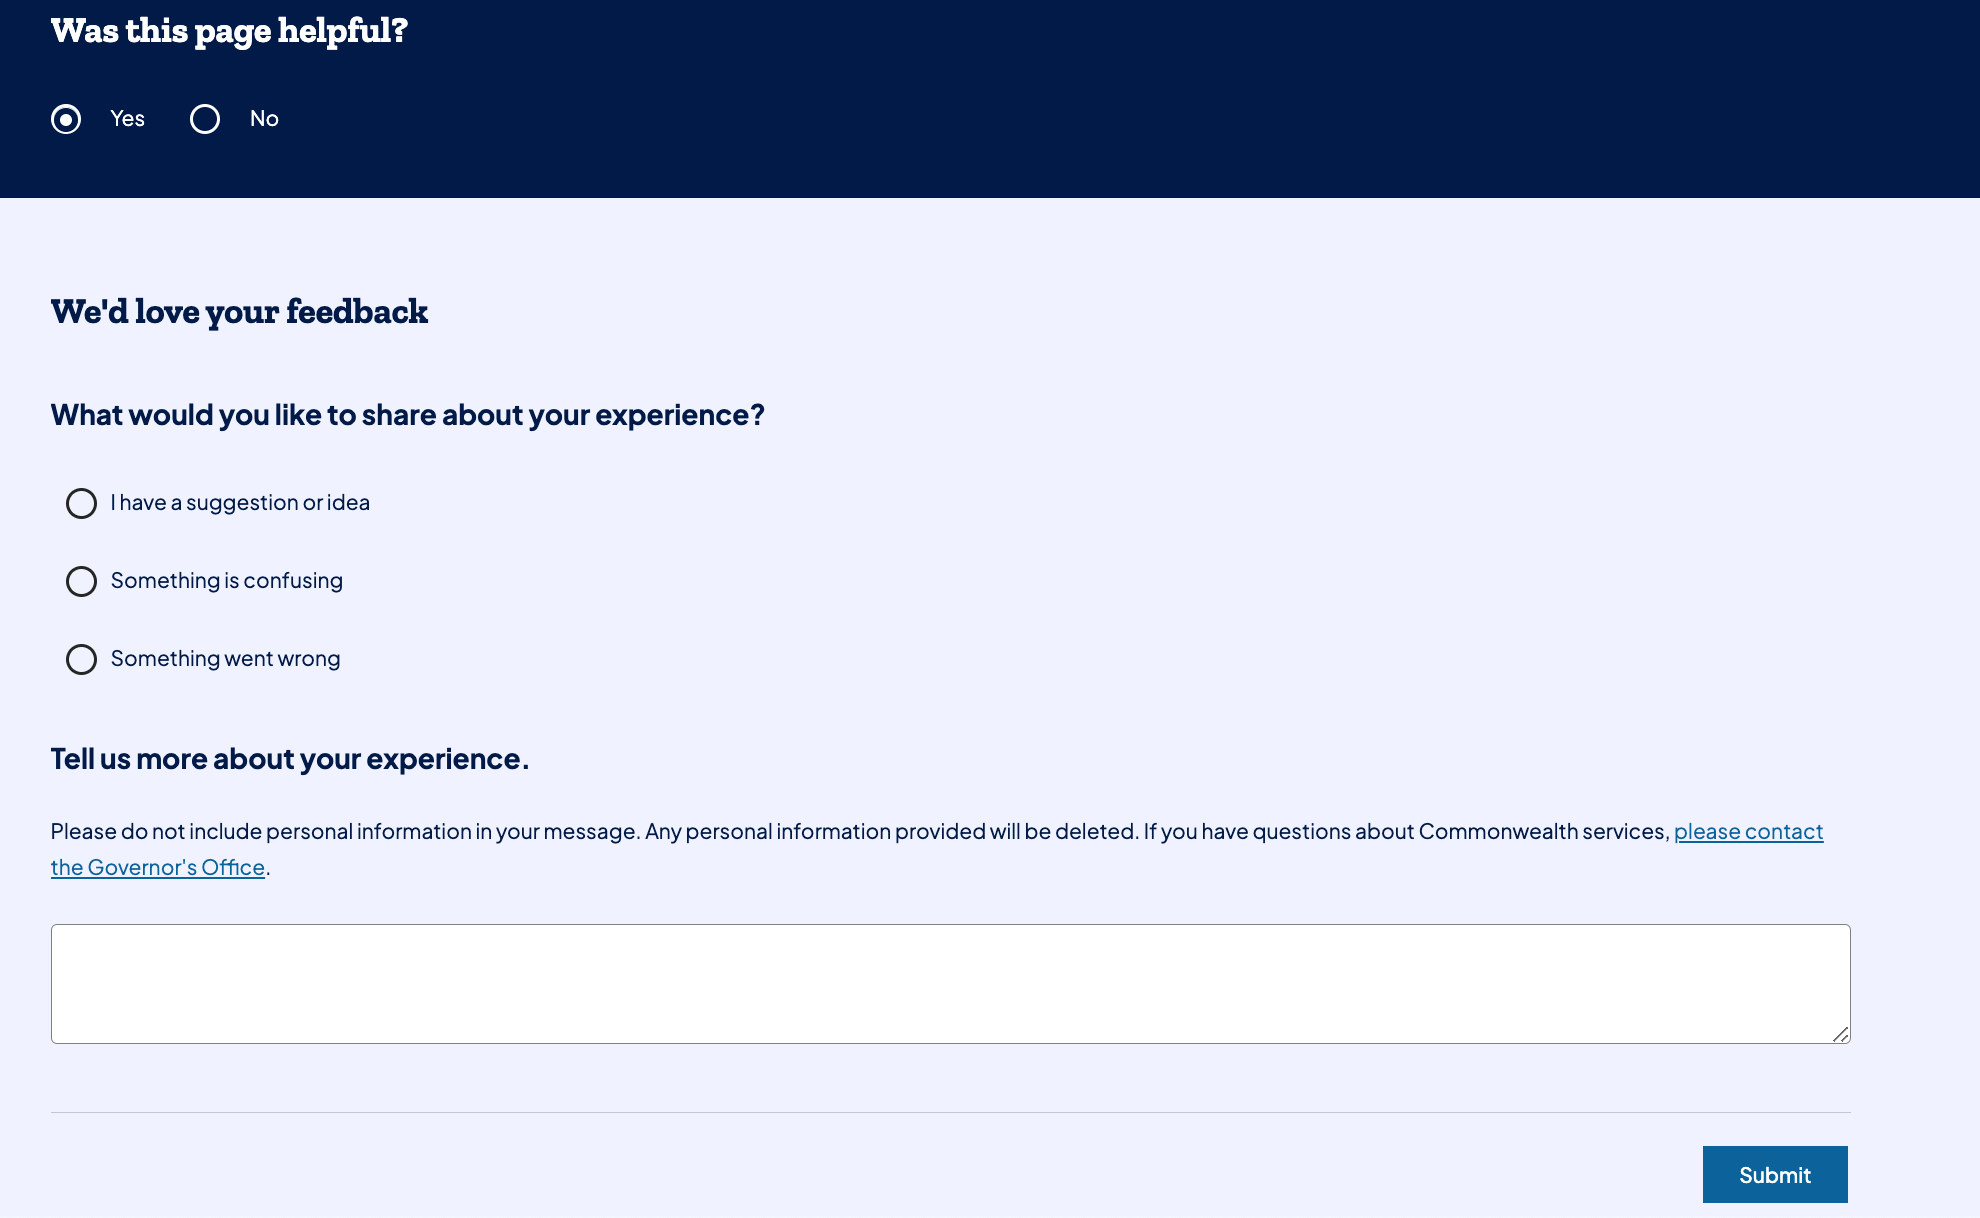 Was this page helpful?
Yes No
We'd love your feedback
What would you like to share about your experience?
I have a suggestion or idea
Something is confusing
Something went wrong
Tell us more about your experience.
Please do not include personal information in your message. Any personal information provided will be deleted. If you have questions about Commonwealth services, please contact
the Governor's Office.
Submit